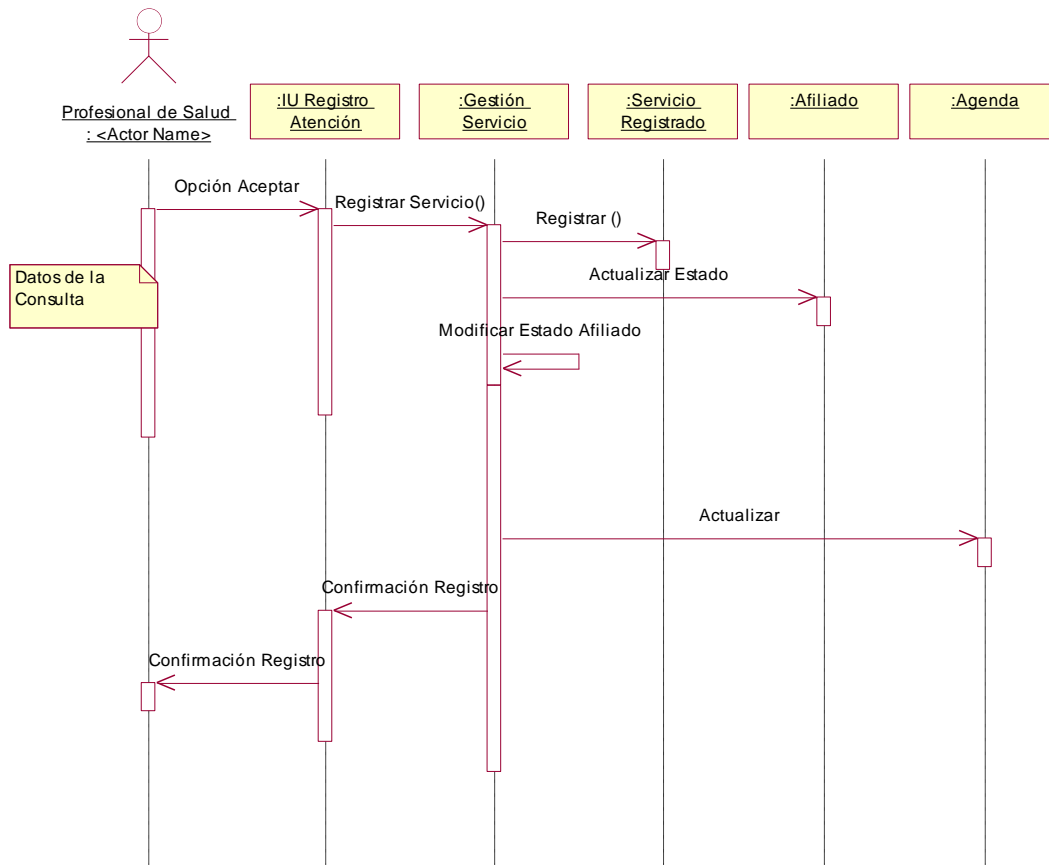 Profesional de Salud
: <Actor Name>
:IU Registro
Atención
:Gestión
Servicio
:Servicio
Registrado
:Afiliado
:Agenda
Opción Aceptar
Registrar Servicio()
Registrar ()
Datos de la
Consulta
Actualizar Estado
Modificar Estado Afiliado
Actualizar
Confirmación Registro
Confirmación Registro